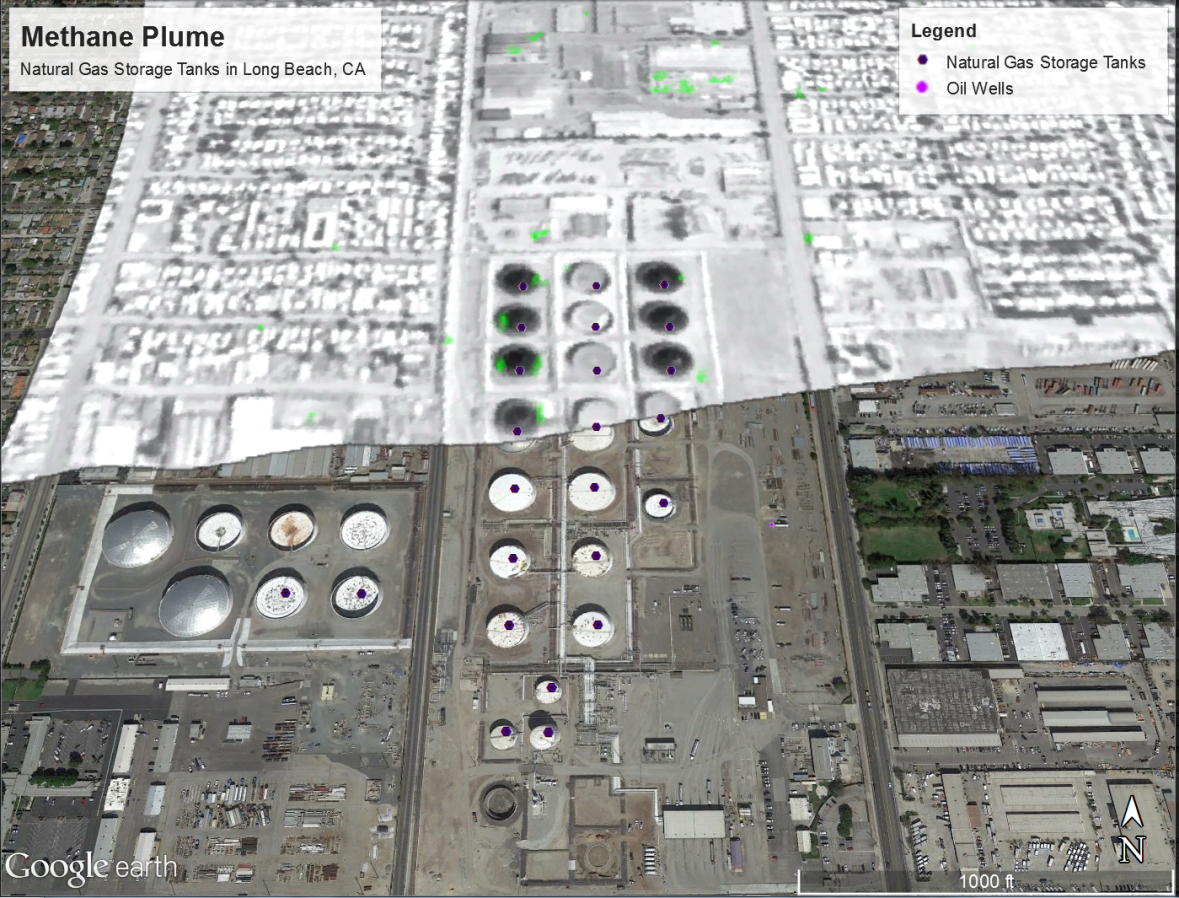 Methane Plume
Natural Gas Storage Tanks in Long Beach, CA
Legend
Natural Gas Storage Tanks
Oil Wells
N
Google earth
1000 ft